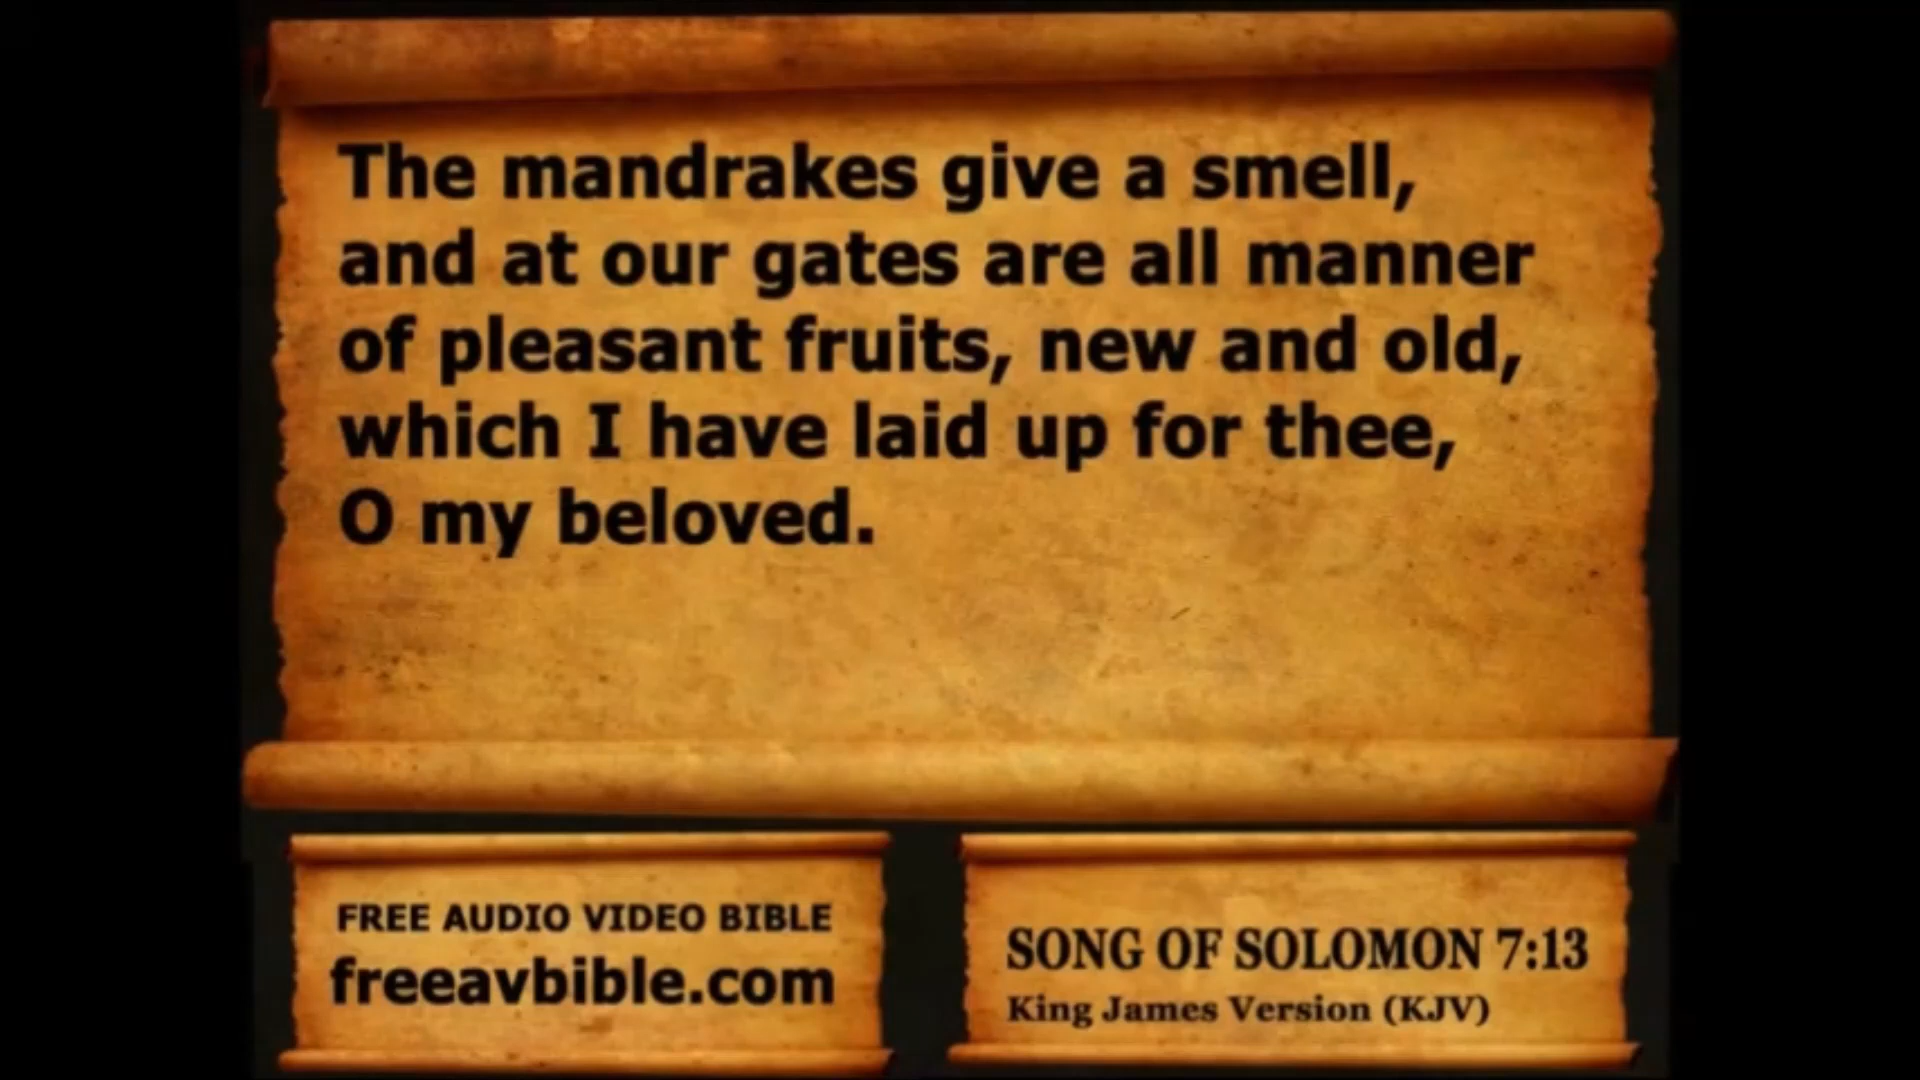 The mandrakes give a smell,
and at our gates are all manner
of pleasant fruits, new and old,
which I have laid up for thee,
O my beloved.
FREE AUDIO VIDEO BIBLE
freeavbible.com
SONG OF SOLOMON 7:13
King James Version (KJV)